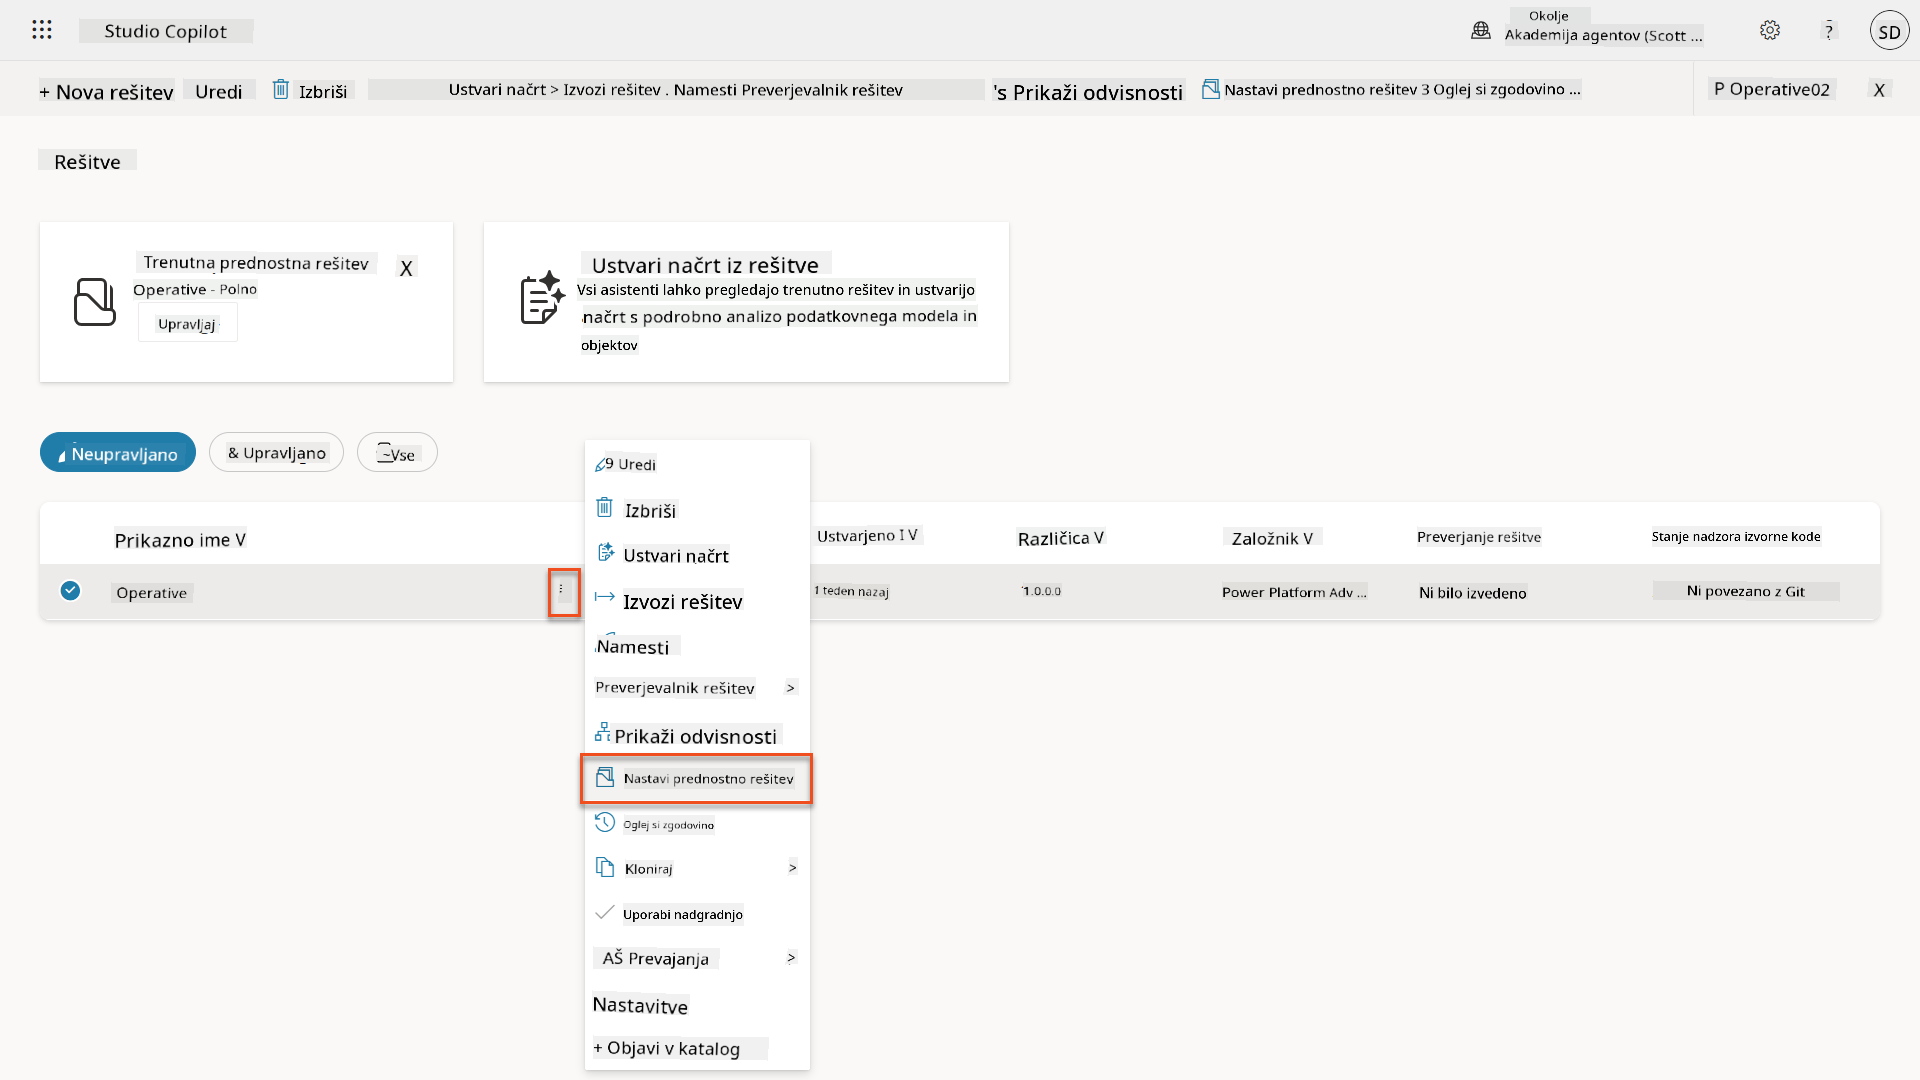 Studio Copilot
Okolje
Akademija agentov (Scott ...
?
SD
+ Nova rešitev
Uredi
Izbriši
Ustvari načrt > Izvozi rešitev . Namesti Preverjevalnik rešitev
's Prikaži odvisnosti
Nastavi prednostno rešitev 3 Oglej si zgodovino ...
P Operative02
X
Rešitve
Trenutna prednostna rešitev
X
Operative - Polno
Upravljaj
Ustvari načrt iz rešitve
Vsi asistenti lahko pregledajo trenutno rešitev in ustvarijo
načrt s podrobno analizo podatkovnega modela in
objektov
Neupravljano
& Upravljano
~Vse
Prikazno ime V
Ustvarjeno I V
Različica V
Založnik V
Preverjanje rešitve
Stanje nadzora izvorne kode
Operative
1 teden nazaj
1.0.0.0
Power Platform Adv ...
Ni bilo izvedeno
Ni povezano z Git
9 Uredi
Izbriši
Ustvari načrt
Izvozi rešitev
Namesti
Preverjevalnik rešitev >
Prikaži odvisnosti
Nastavi prednostno rešitev
Oglej si zgodovino
Kloniraj >
Uporabi nadgradnjo
AŠ Prevajanja >
Nastavitve
+ Objavi v katalog